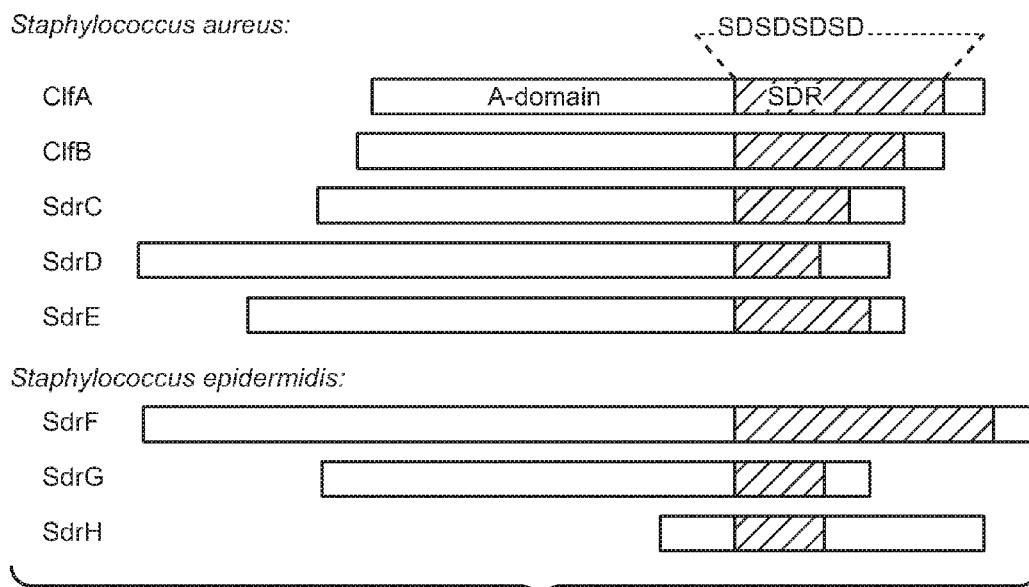 Staphylococcus aureus:
SDSDSDSD
ClfA A-domain SDR
ClfB
SdrC
SdrD
SdrE
Staphylococcus epidermidis:
SdrF
SdrG
SdrH